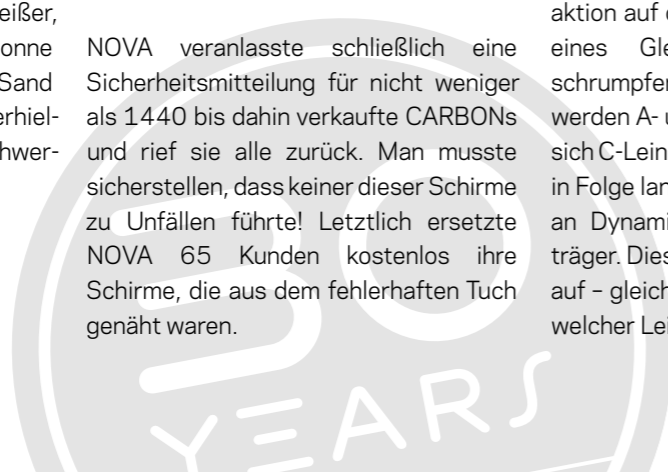 eißer,
onne
Sand
erhiel-
hwer-
NOVA veranlasste schließlich eine
Sicherheitsmitteilung für nicht weniger
als 1440 bis dahin verkaufte CARBONs
und rief sie alle zurück. Man musste
sicherstellen, dass keiner dieser Schirme
zu Unfällen führte! Letztlich ersetzte
NOVA 65 Kunden kostenlos ihre
Schirme, die aus dem fehlerhaften Tuch
genäht waren.
aktion auf
eines Gle
schrumpfe
werden A- 
sich C-Lein
in Folge lan
an Dynami
träger. Dies
auf – gleich
welcher Lei
30
YEARS